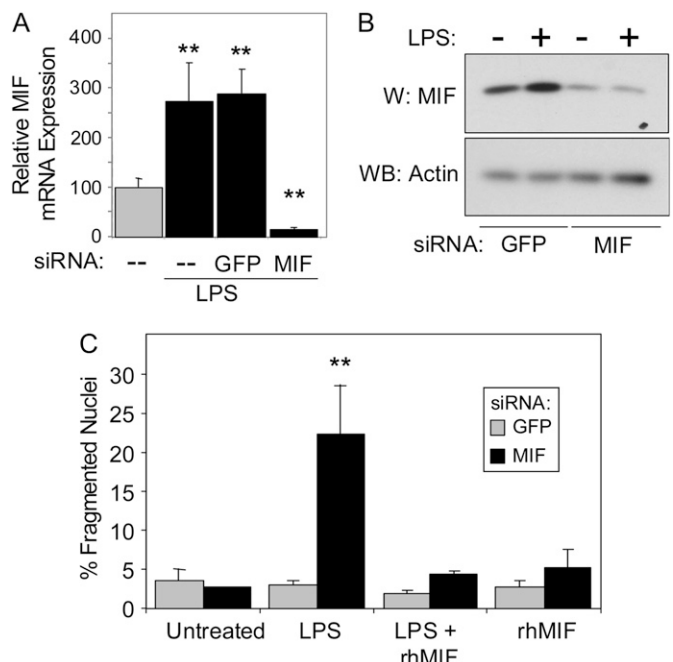 A
Relative MIF
mRNA Expression
400
300
200
100
0
** ** **
siRNA: -- -- GFP MIF
LPS
B
LPS: - + - +
W: MIF
WB: Actin
siRNA: GFP MIF
C
% Fragmented Nuclei
30
25
20
15
10
5
0
**
siRNA:
GFP
MIF
Untreated LPS LPS + rhMIF
rhMIF